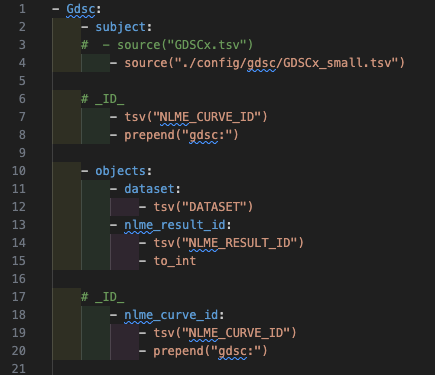 1 - Gdsc:
2 - subject:
3 # - source("GDSCx.tsv")
4 - source("./config/gdsc/GDSCx_small.tsv")
5
6 # _ID_
7 - tsv("NLME_CURVE_ID")
8 - prepend("gdsc:")
9
10 - objects:
11 - dataset:
12 - tsv("DATASET")
13 - nlme_result_id:
14 - tsv("NLME_RESULT_ID")
15 - to_int
16
17 # _ID_
18 - nlme_curve_id:
19 - tsv("NLME_CURVE_ID")
20 - prepend("gdsc:")
21